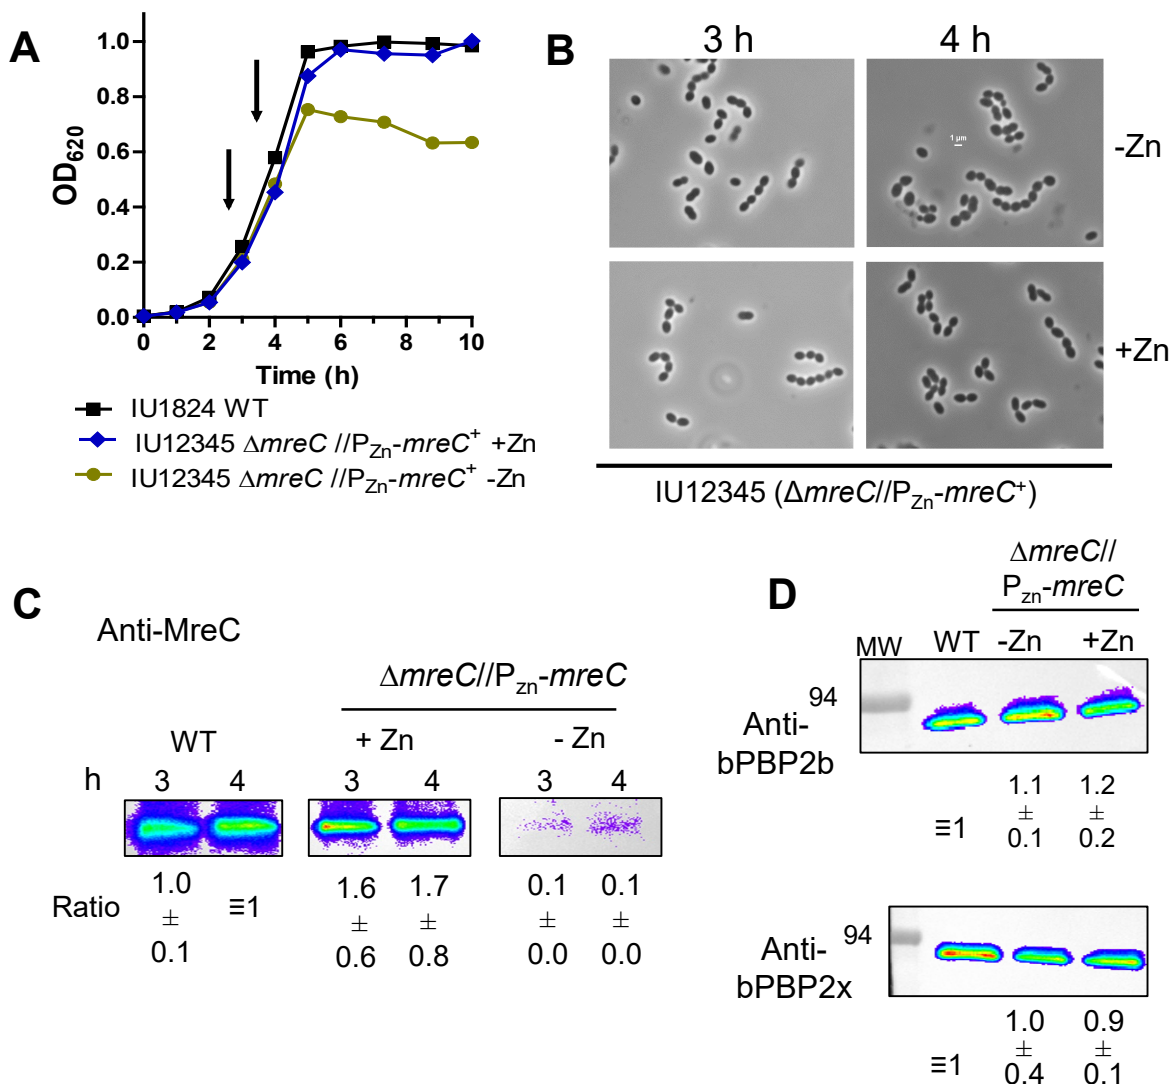 A
1.0
0.8
0.6
0.4
0.2
0.0
OD620
0 2 4 6 8 10
Time (h)
IU1824 WT
IU12345 ΔmreC //PZn-mreC+ +Zn
IU12345 ΔmreC //PZn-mreC+ -Zn
B
3 h 4 h
1 µm
-Zn
+Zn
IU12345 (ΔmreC//PZn-mreC+)
C
Anti-MreC
ΔmreC//Pzn-mreC
WT + Zn - Zn
h 3 4 3 4 3 4
Ratio 1.0 ± 0.1 ≡1 1.6 ± 0.6 1.7 ± 0.8 0.1 ± 0.0 0.1 ± 0.0
D
ΔmreC//
Pzn-mreC
MW WT -Zn +Zn
94
Anti-
bPBP2b
≡1 1.1 ± 0.1 1.2 ± 0.2
94
Anti-
bPBP2x
≡1 1.0 ± 0.4 0.9 ± 0.1